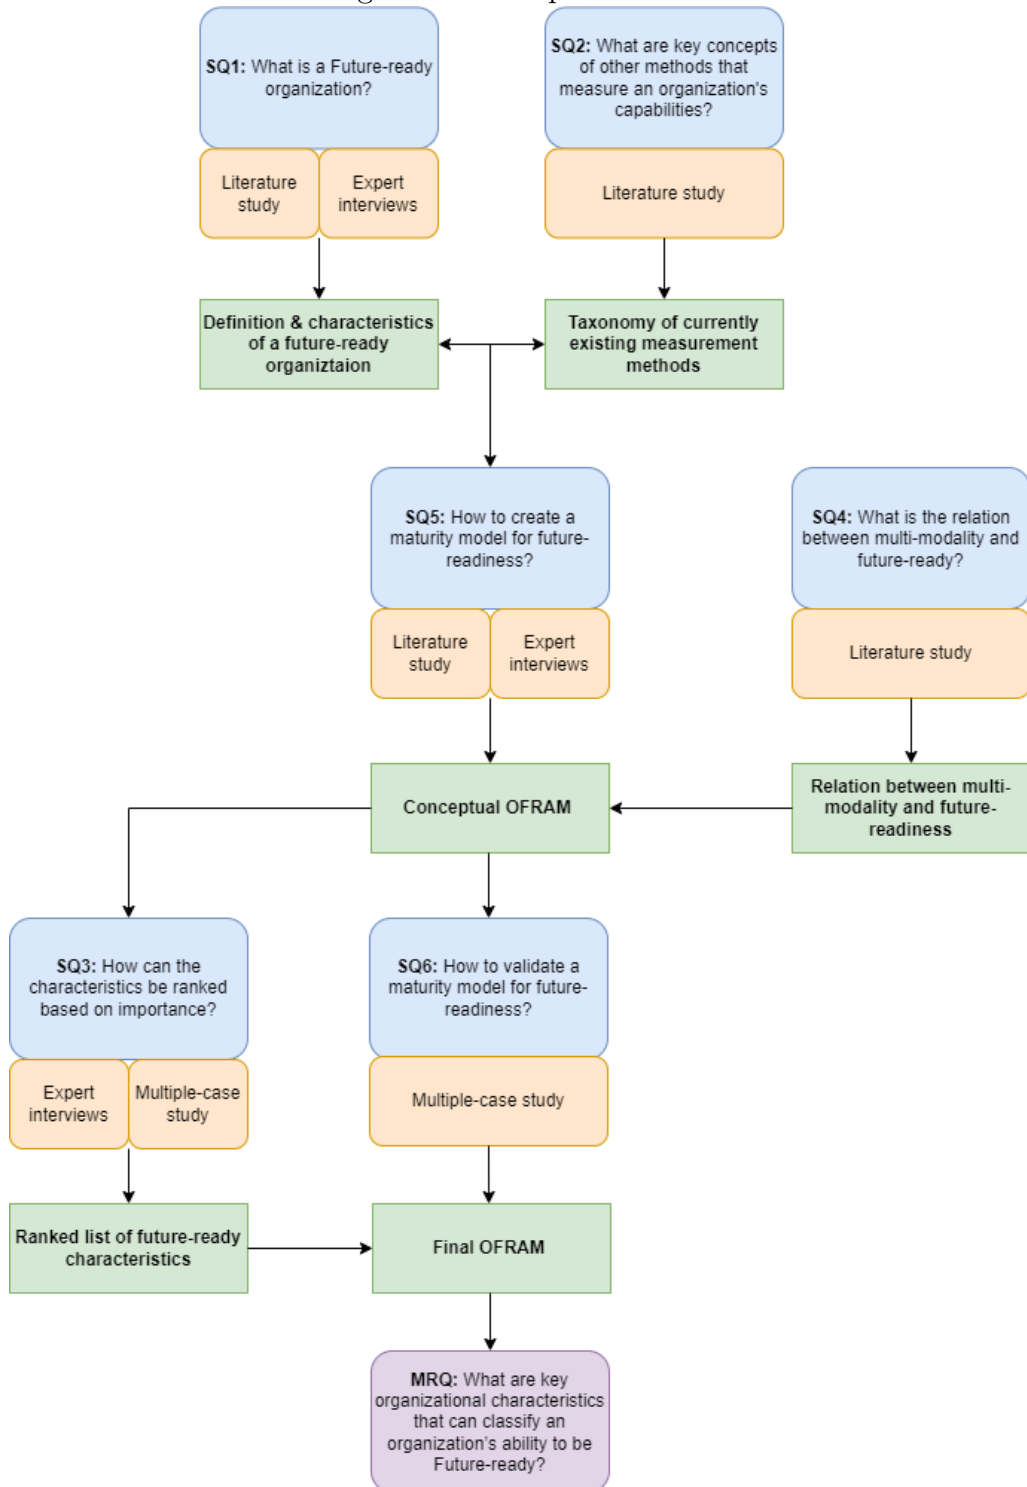 SQ1: What is a Future-ready
organization?
SQ2: What are key concepts
of other methods that
measure an organization's
capabilities?
Literature
study
Expert
interviews
Literature study
Definition & characteristics
of a future-ready
organiztaion
Taxonomy of currently
existing measurement
methods
SQ5: How to create a
maturity model for future-
readiness?
SQ4: What is the relation
between multi-modality and
future-ready?
Literature
study
Expert
interviews
Literature study
Conceptual OFRAM
Relation between multi-
modality and future-
readiness
SQ3: How can the
characteristics be ranked
based on importance?
SQ6: How to validate a
maturity model for future-
readiness?
Expert
interviews
Multiple-case
study
Multiple-case study
Ranked list of future-ready
characteristics
Final OFRAM
MRQ: What are key
organizational characteristics
that can classify an
organization's ability to be
Future-ready?